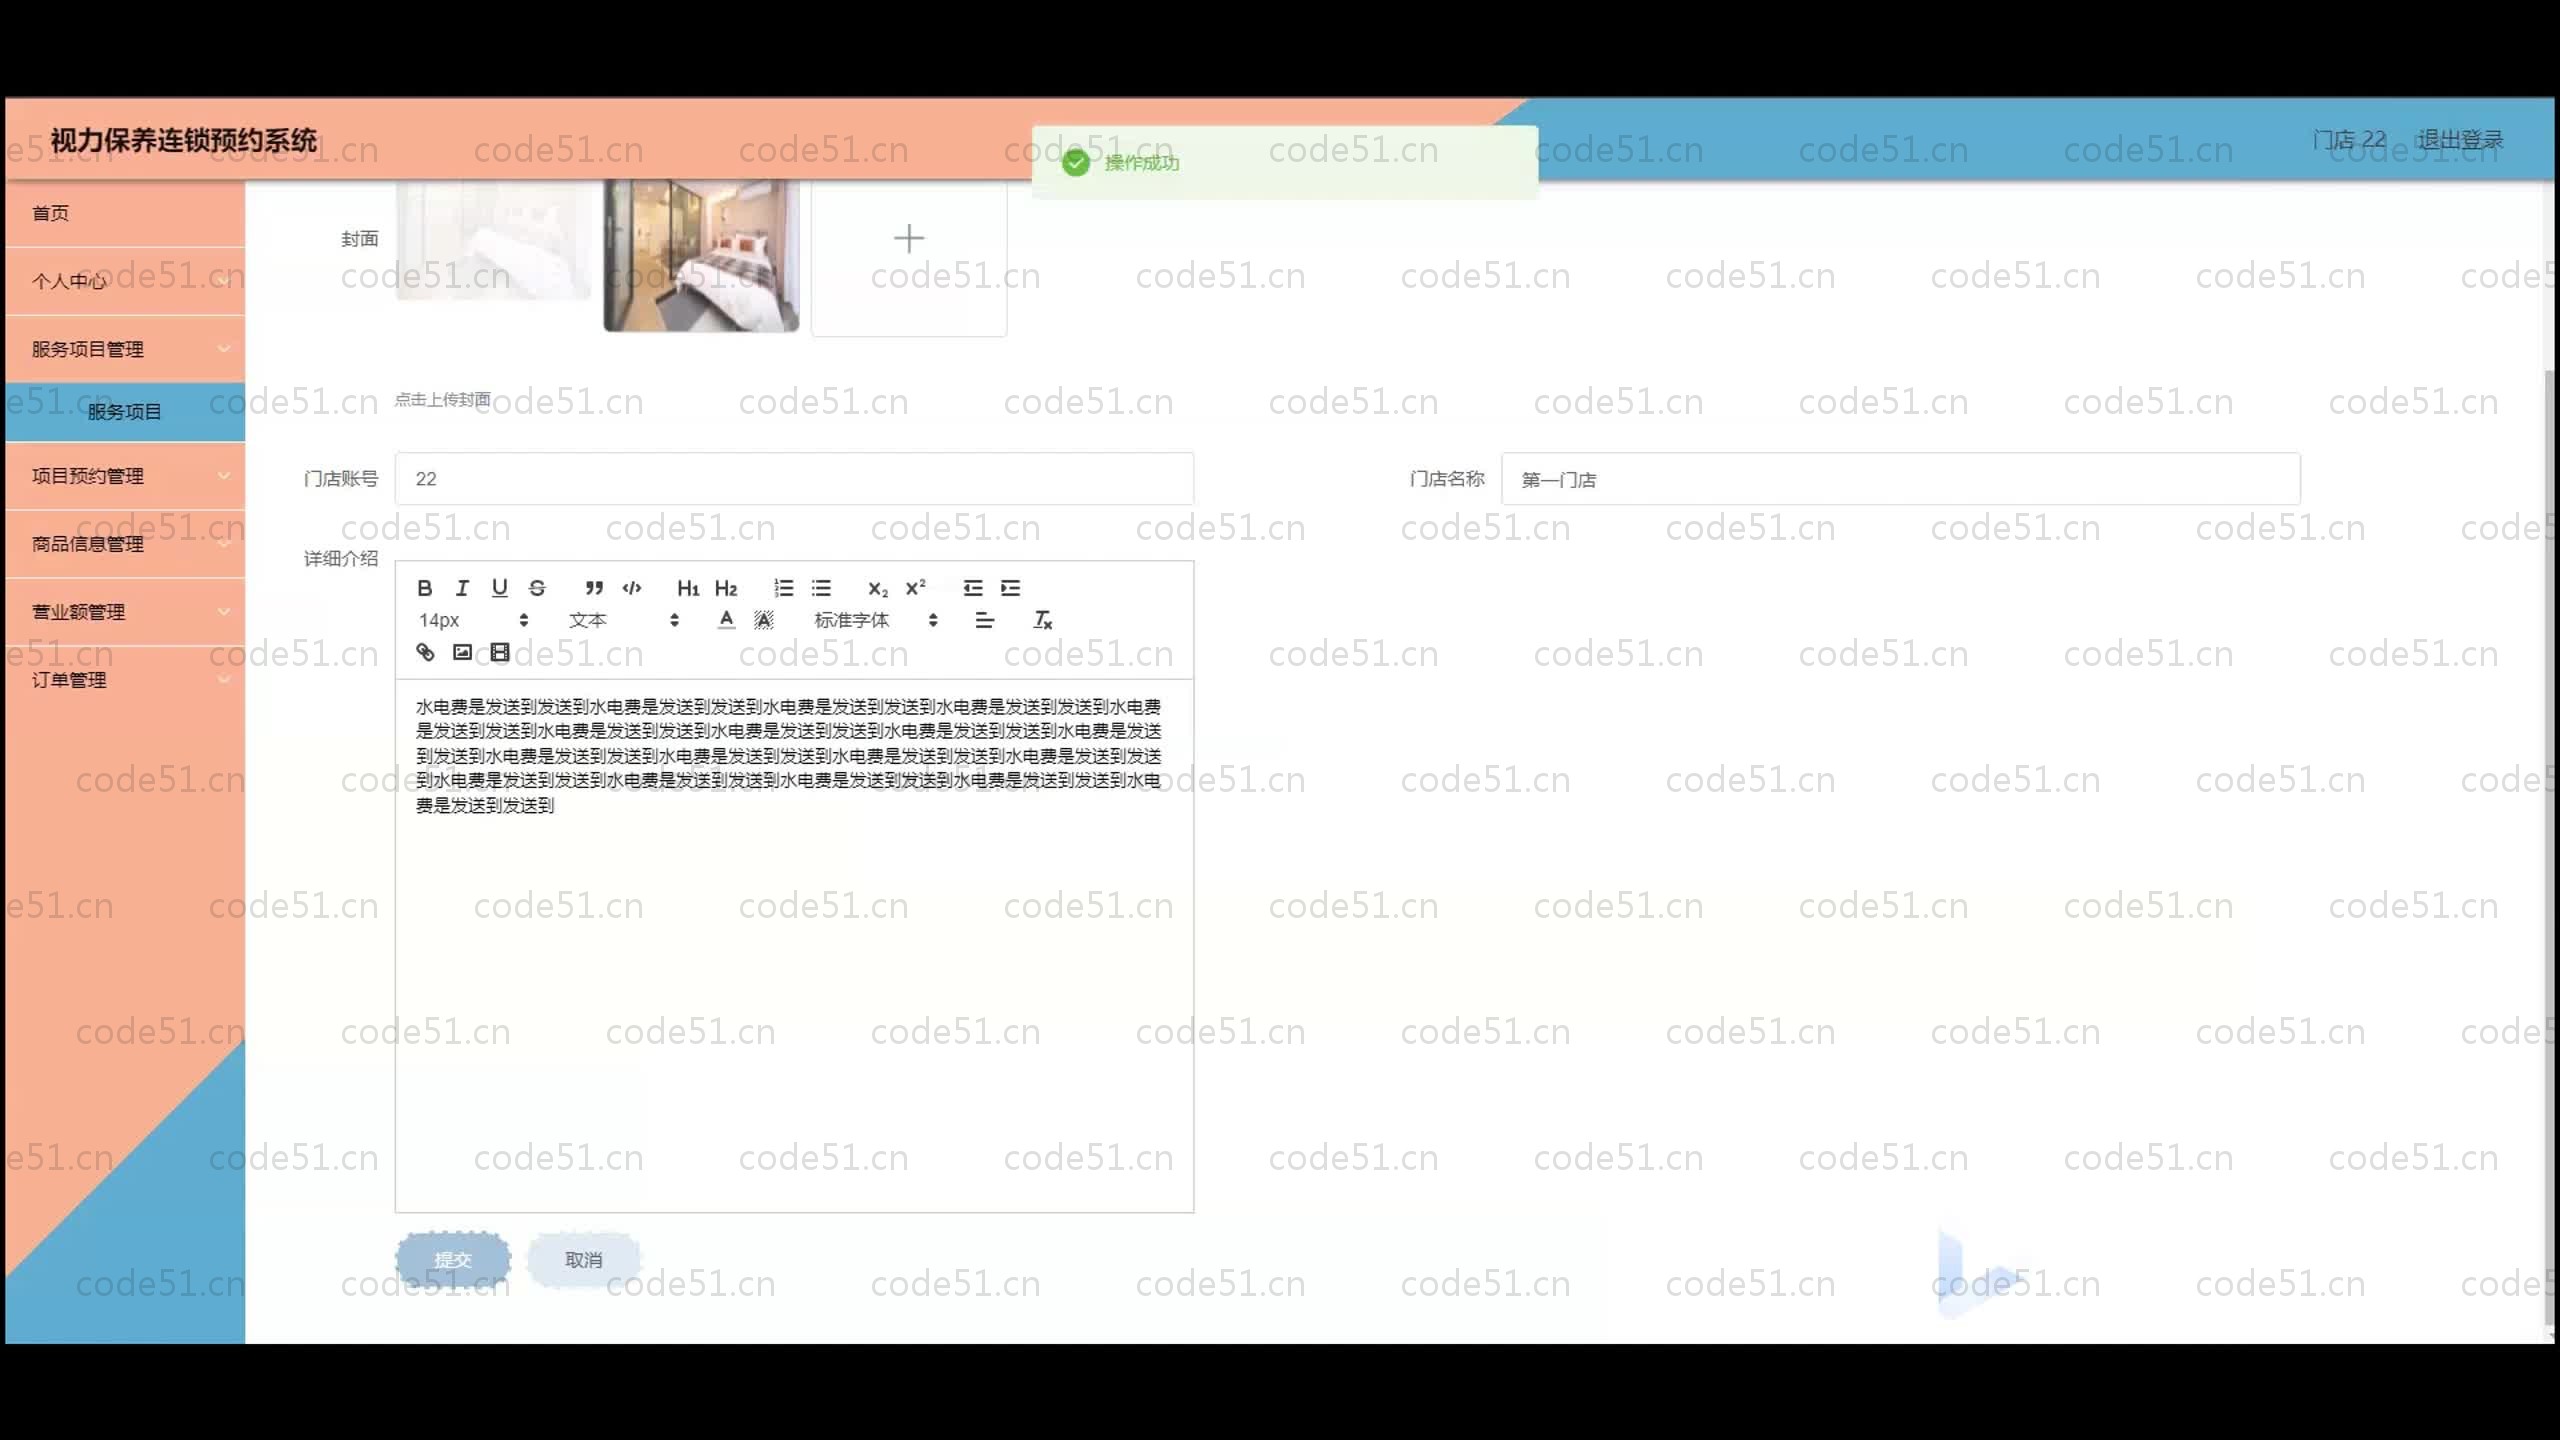 视力保养连锁预约系统
操作成功
门店 22
退出登录
首页
个人中心
服务项目管理
服务项目
项目预约管理
商品信息管理
营业额管理
订单管理
封面
点击上传封面
门店账号
22
门店名称
第一门店
详细介绍
B I U S H1 H2 X2 X2
14px 文本 A A 标准字体 Tx
水电费是发送到发送到水电费是发送到发送到水电费是发送到发送到水电费是发送到发送到水电费
是发送到发送到水电费是发送到发送到水电费是发送到发送到水电费是发送到发送到水电费是发送
到发送到水电费是发送到发送到水电费是发送到发送到水电费是发送到发送到水电费是发送到发送
到水电费是发送到发送到水电费是发送到发送到水电费是发送到发送到水电费是发送到发送到水电
费是发送到发送到
提交
取消
code51.cn